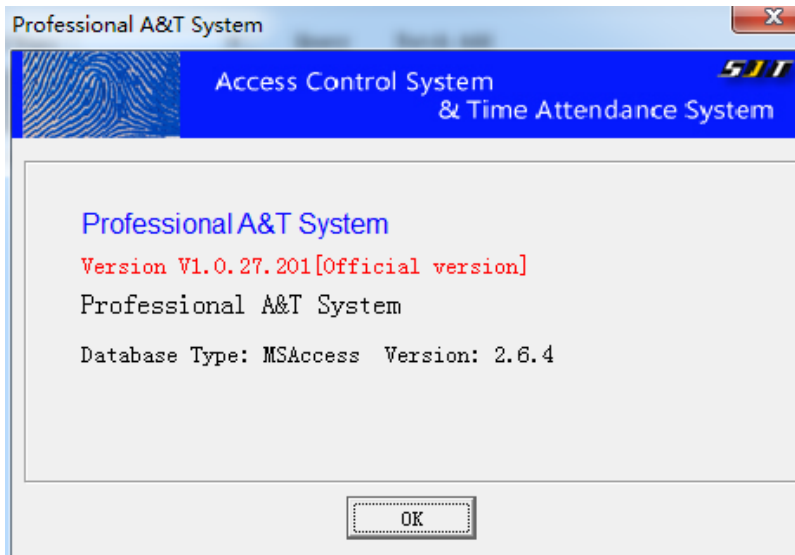 Professional A&T System
X
Access Control System
& Time Attendance System
SJT
Professional A&T System
Version V1.0.27.201[Official version]
Professional A&T System
Database Type: MSAccess Version: 2.6.4
OK